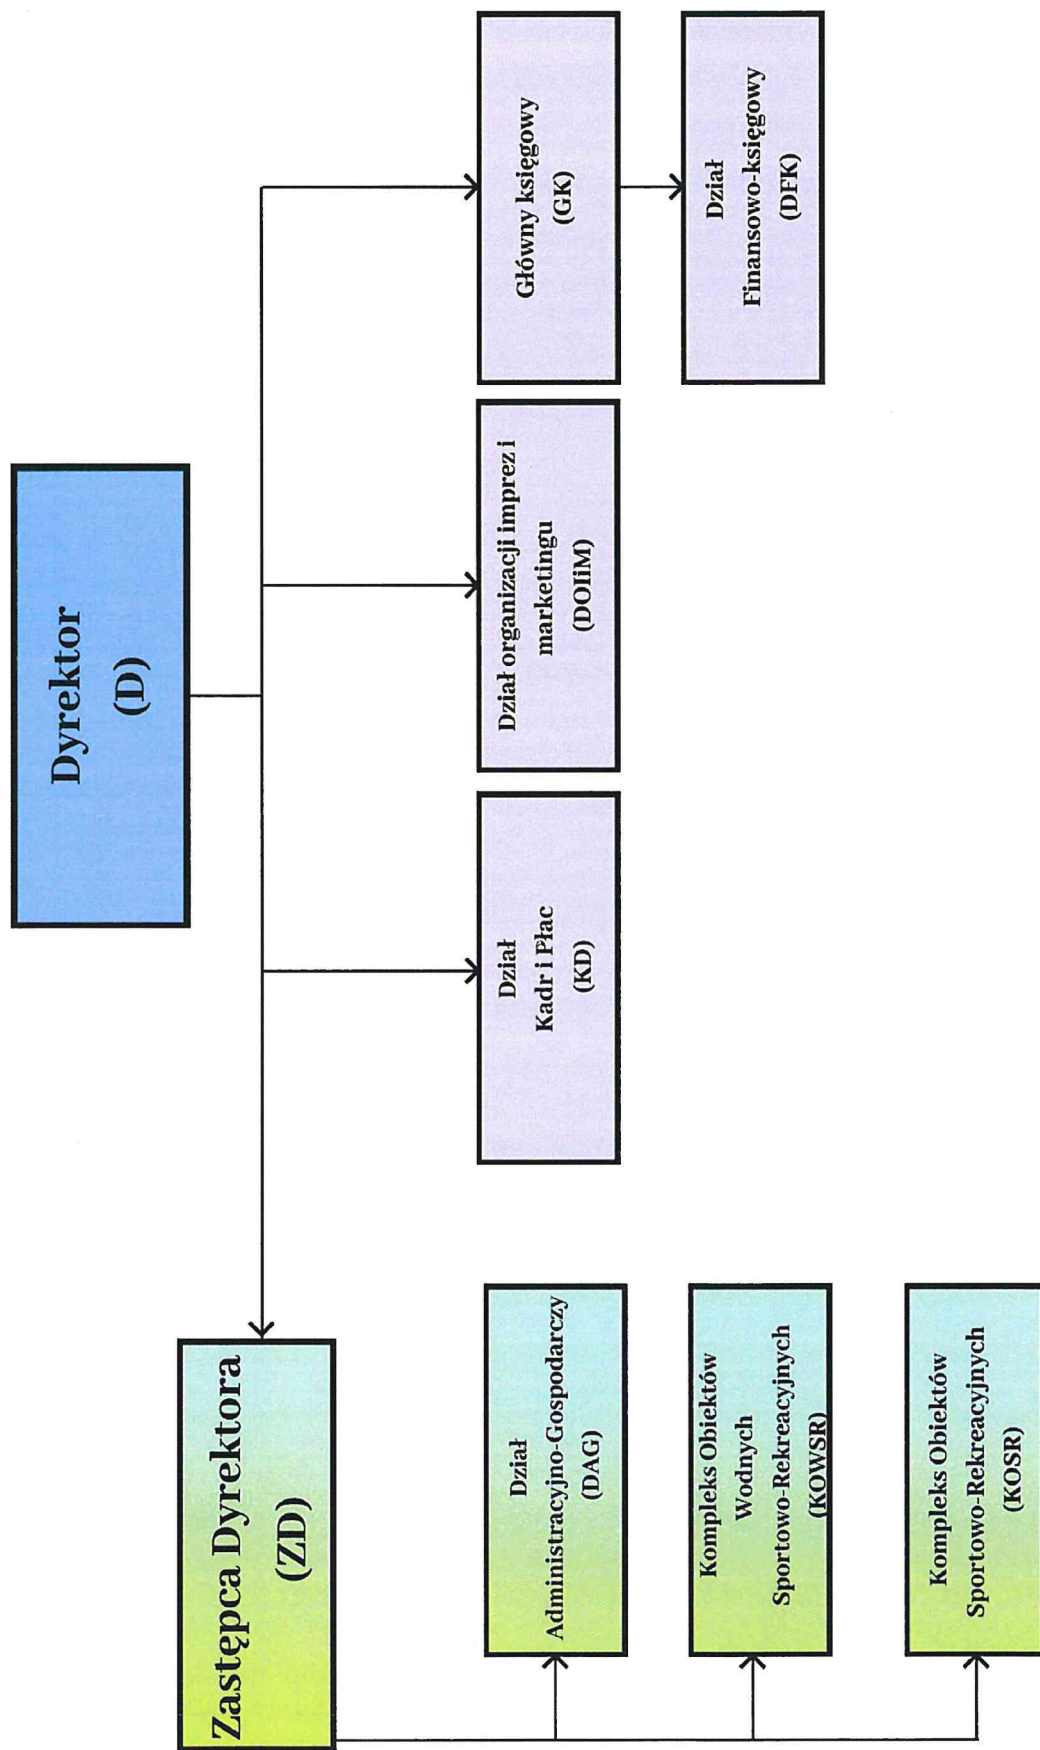 Dyrektor
(D)
Zastępca Dyrektora
(ZD)
Dział
Kadr i Płac
(KD)
Dział organizacji imprez i
marketingu
(DOIiM)
Główny księgowy
(GK)
Dział
Administracyjno-Gospodarczy
(DAG)
Dział
Finansowo-księgowy
(DFK)
Kompleks Obiektów
Wodnych
Sportowo-Rekreacyjnych
(KOWSR)
Kompleks Obiektów
Sportowo-Rekreacyjnych
(KOSR)